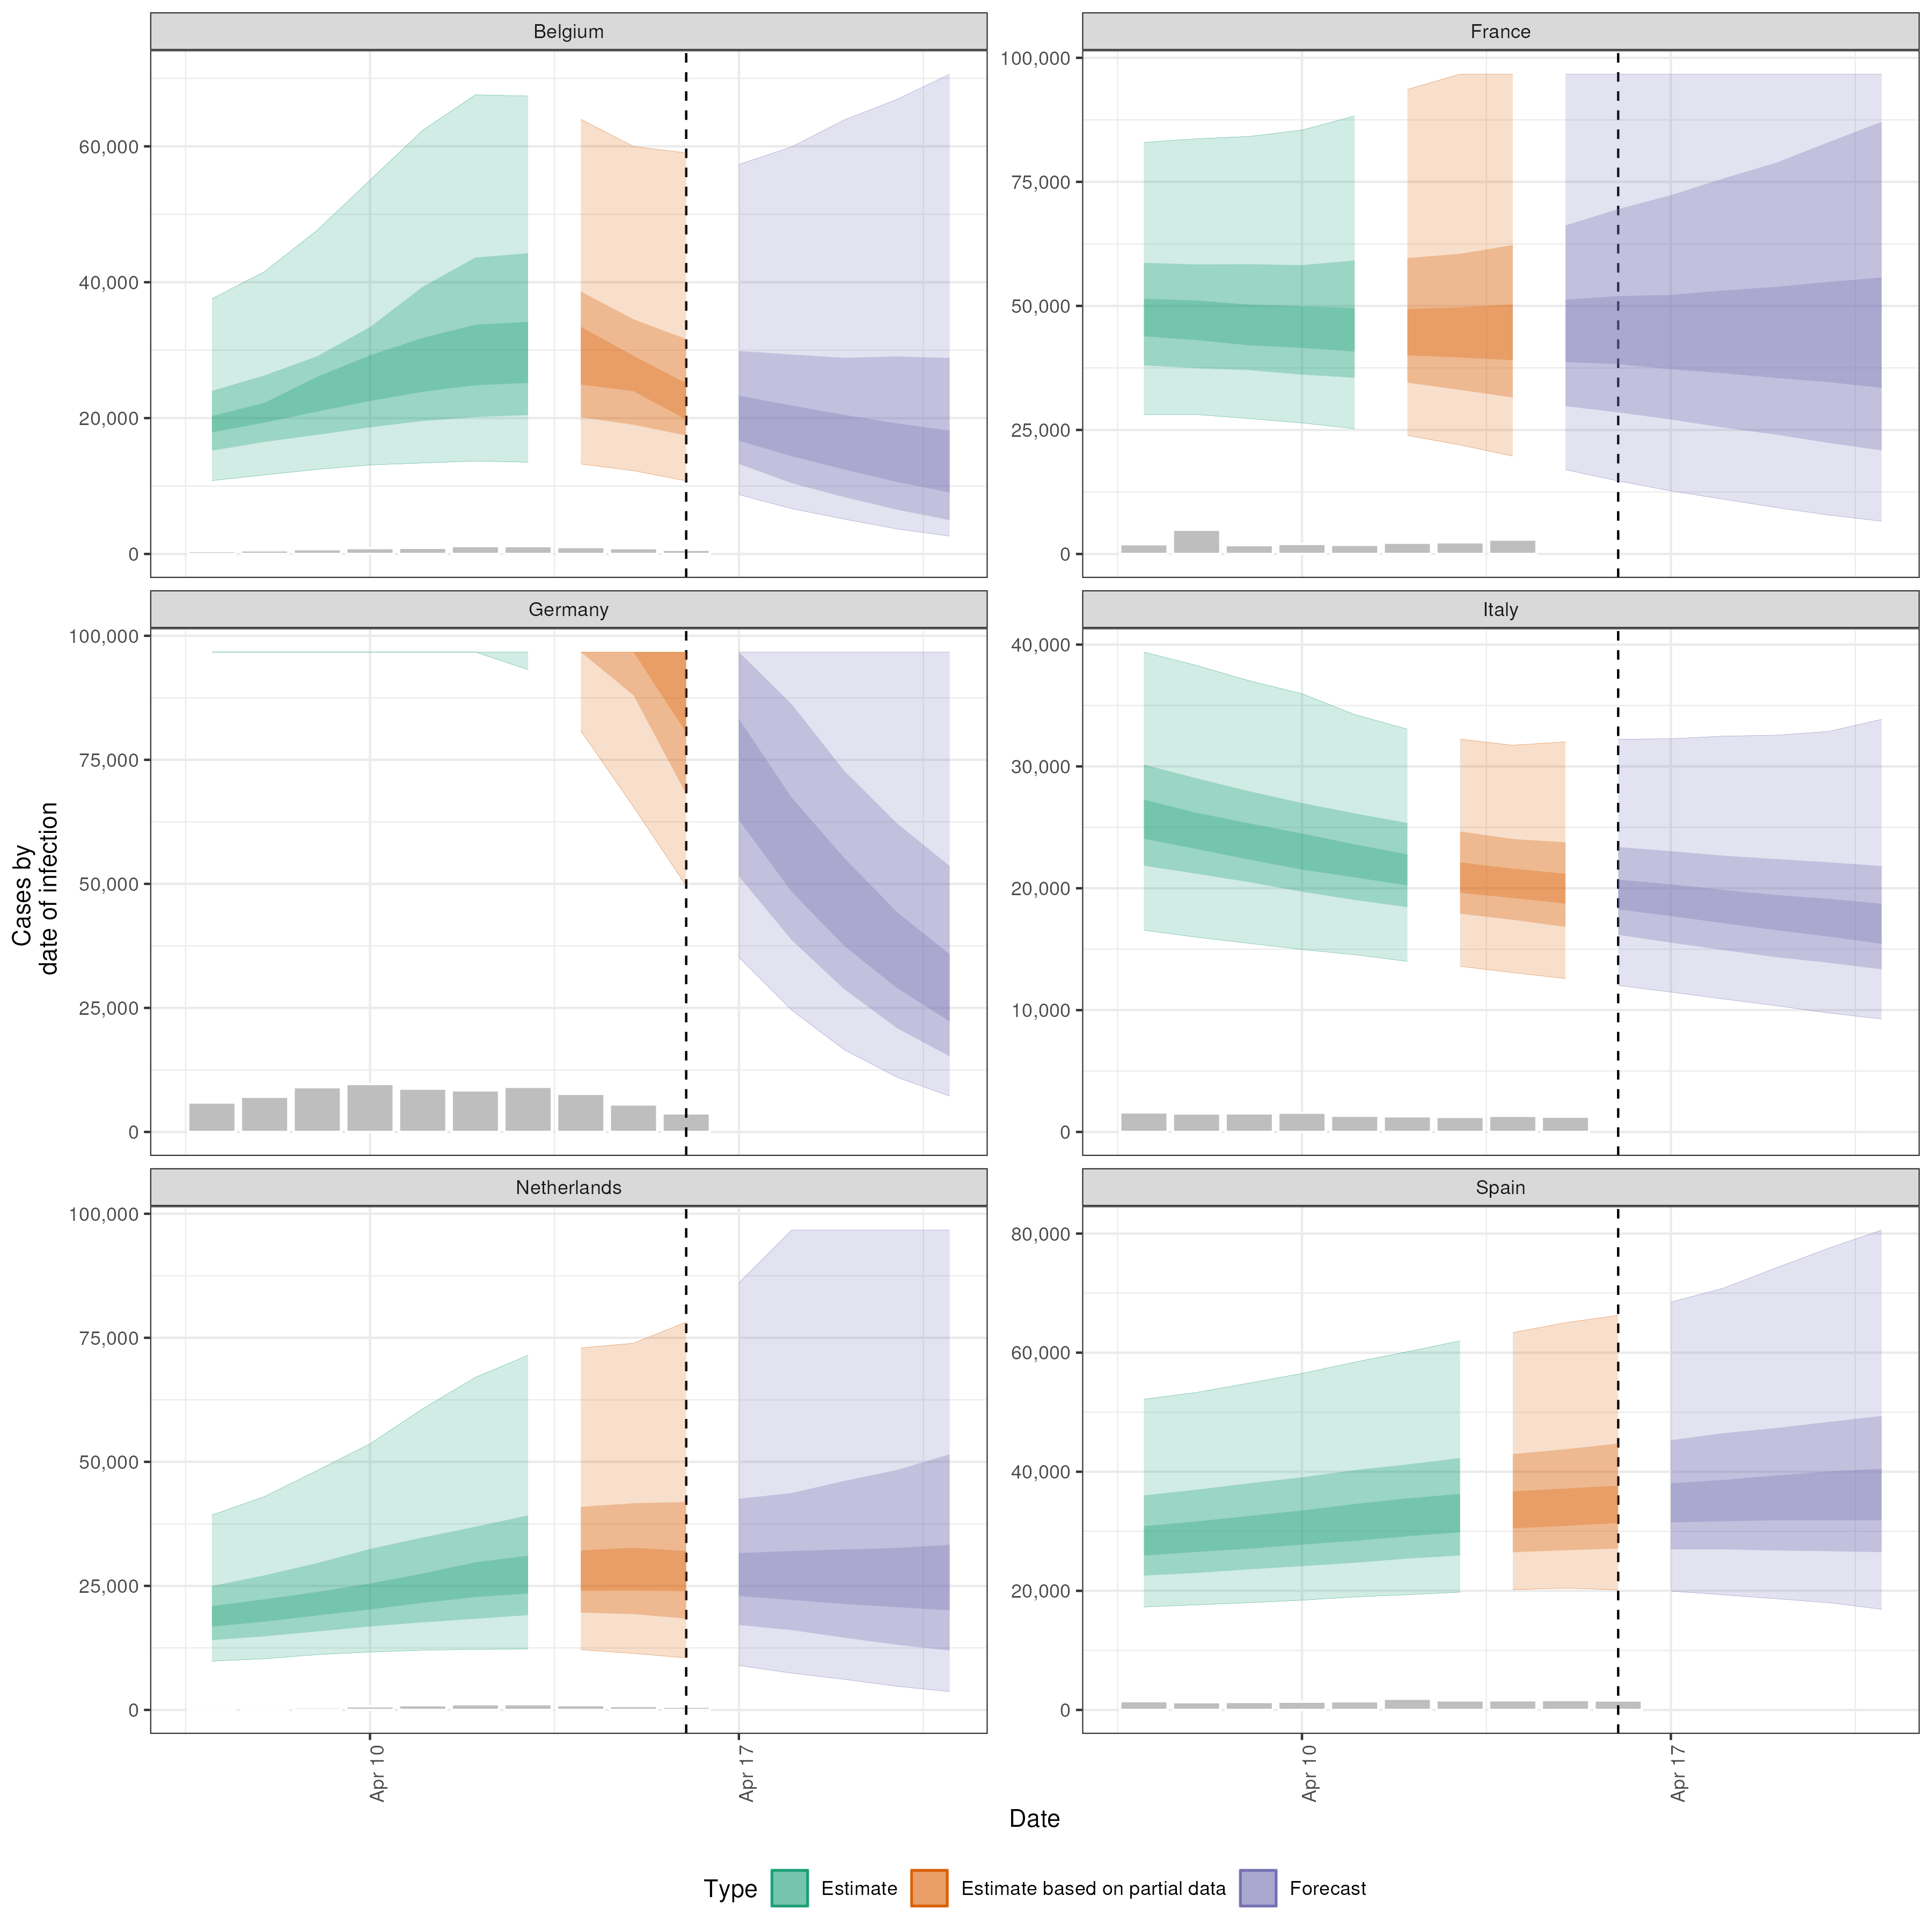 Belgium
France
60,000
40,000
20,000
0
100,000
75,000
50,000
25,000
0
Germany
Italy
100,000
75,000
50,000
25,000
0
40,000
30,000
20,000
10,000
0
Netherlands
Spain
100,000
75,000
50,000
25,000
0
80,000
60,000
40,000
20,000
0
Cases by
date of infection
Apr 10
Apr 17
Apr 10
Apr 17
Date
Type
Estimate
Estimate based on partial data
Forecast